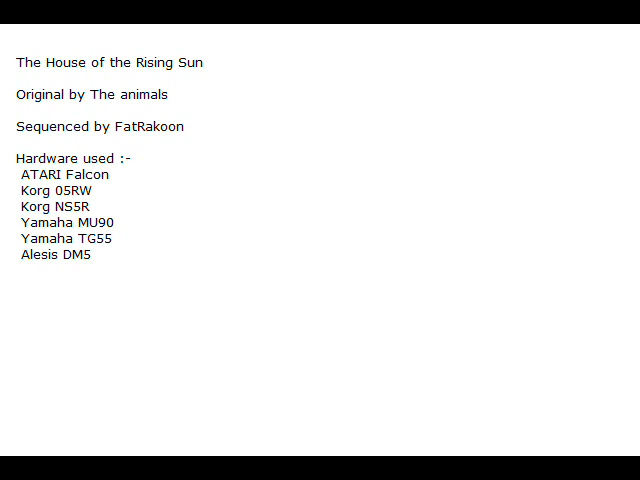 The House of the Rising Sun
Original by The animals
Sequenced by FatRakoon
Hardware used :-
ATARI Falcon
Korg 05RW
Korg NS5R
Yamaha MU90
Yamaha TG55
Alesis DM5